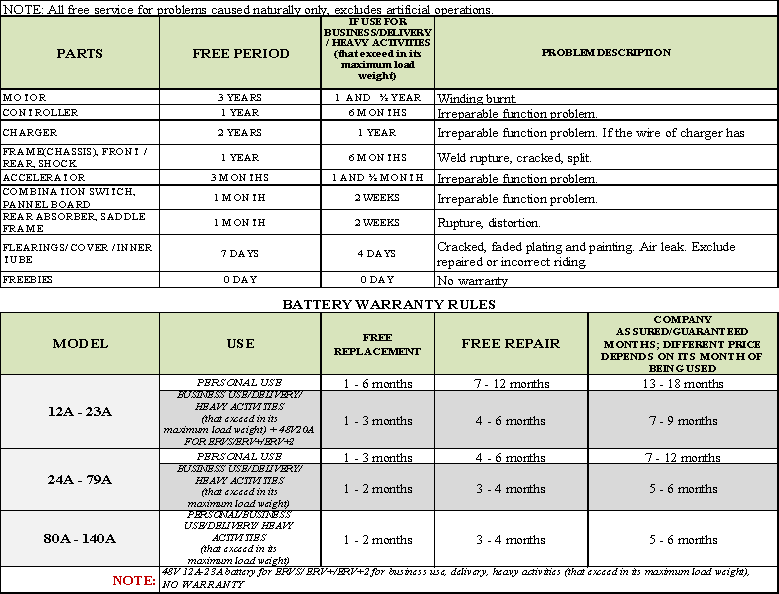 NOTE: All free service for problems caused naturally only, excludes artificial operations.
PARTS
FREE PERIOD
IF USE FOR
BUSINESS/DELIVERY
/ HEAVY ACTIVITIES
(that exceed in its
maximum load
weight)
PROBLEM DESCRIPTION
MOTOR
3 YEARS
1 AND ½ YEAR
Winding burnt.
CONTROLLER
1 YEAR
6 MONTHS
Irreparable function problem.
CHARGER
2 YEARS
1 YEAR
Irreparable function problem. If the wire of charger has
FRAME(CHASSIS), FRONT /
REAR, SHOCK
1 YEAR
6 MONTHS
Weld rupture, cracked, split.
ACCELERATOR
3 MONTHS
1 AND ½ MONTH
Irreparable function problem.
COMBINATION SWITCH,
PANNEL BOARD
1 MONTH
2 WEEKS
Irreparable function problem.
REAR ABSORBER, SADDLE
FRAME
1 MONTH
2 WEEKS
Rupture, distortion.
FLEARINGS/ COVER / INNER
TUBE
7 DAYS
4 DAYS
Cracked, faded plating and painting. Air leak. Exclude
repaired or incorrect riding.
FREEBIES
0 DAY
0 DAY
No warranty
BATTERY WARRANTY RULES
MODEL
USE
FREE
REPLACEMENT
FREE REPAIR
COMPANY
ASSURED/GUARANTEED
MONTHS; DIFFERENT PRICE
DEPENDS ON ITS MONTH OF
BEING USED
12A - 23A
PERSONAL USE
1 - 6 months
7 - 12 months
13 - 18 months
BUSINESS USE/DELIVERY/
HEAVY ACTIVITIES
(that exceed in its
maximum load weight) + 48V20A
FOR ERVS/ERV+/ERV+2
1 - 3 months
4 - 6 months
7 - 9 months
24A - 79A
PERSONAL USE
1 - 3 months
4 - 6 months
7 - 12 months
BUSINESS USE/DELIVERY/
HEAVY ACTIVITIES
(that exceed in its
maximum load weight)
1 - 2 months
3 - 4 months
5 - 6 months
80A - 140A
PERSONAL/BUSINESS
USE/DELIVERY/ HEAVY
ACTIVITIES
(that exceed in its
maximum load weight)
1 - 2 months
3 - 4 months
5 - 6 months
NOTE:
48V 12A-23A battery for ERVS/ ERV+/ERV+2 for business use, delivery, heavy activities (that exceed in its maximum load weight),
NO WARRANTY